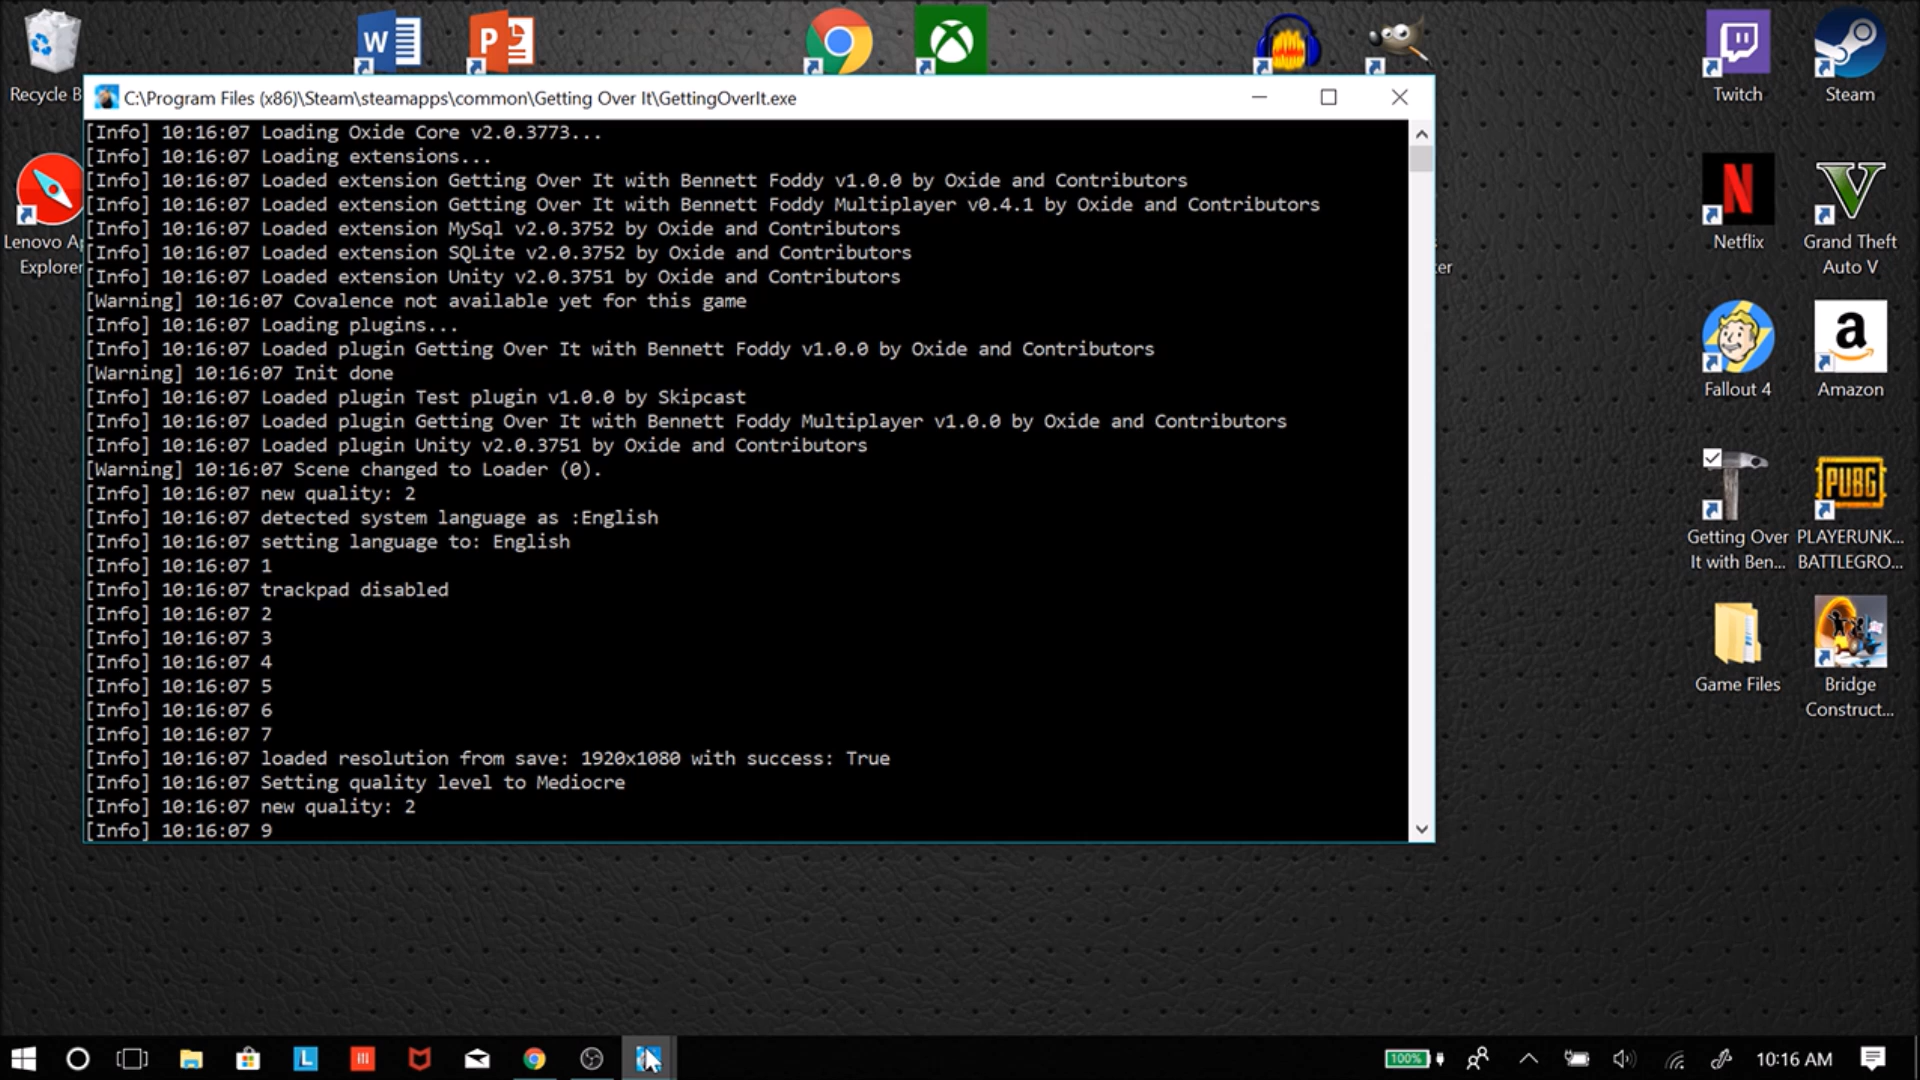 Recycle B
Twitch
Steam
C:\Program Files (x86)\Steam\steamapps\common\Getting Over It\GettingOverIt.exe
[Info] 10:16:07 Loading Oxide Core v2.0.3773...
[Info] 10:16:07 Loading extensions...
[Info] 10:16:07 Loaded extension Getting Over It with Bennett Foddy v1.0.0 by Oxide and Contributors
[Info] 10:16:07 Loaded extension Getting Over It with Bennett Foddy Multiplayer v0.4.1 by Oxide and Contributors
[Info] 10:16:07 Loaded extension MySql v2.0.3752 by Oxide and Contributors
[Info] 10:16:07 Loaded extension SQLite v2.0.3752 by Oxide and Contributors
[Info] 10:16:07 Loaded extension Unity v2.0.3751 by Oxide and Contributors
[Warning] 10:16:07 Covalence not available yet for this game
[Info] 10:16:07 Loading plugins...
[Info] 10:16:07 Loaded plugin Getting Over It with Bennett Foddy v1.0.0 by Oxide and Contributors
[Warning] 10:16:07 Init done
[Info] 10:16:07 Loaded plugin Test plugin v1.0.0 by Skipcast
[Info] 10:16:07 Loaded plugin Getting Over It with Bennett Foddy Multiplayer v1.0.0 by Oxide and Contributors
[Info] 10:16:07 Loaded plugin Unity v2.0.3751 by Oxide and Contributors
[Warning] 10:16:07 Scene changed to Loader (0).
[Info] 10:16:07 new quality: 2
[Info] 10:16:07 detected system language as :English
[Info] 10:16:07 setting language to: English
[Info] 10:16:07 1
[Info] 10:16:07 trackpad disabled
[Info] 10:16:07 2
[Info] 10:16:07 3
[Info] 10:16:07 4
[Info] 10:16:07 5
[Info] 10:16:07 6
[Info] 10:16:07 7
[Info] 10:16:07 loaded resolution from save: 1920x1080 with success: True
[Info] 10:16:07 Setting quality level to Mediocre
[Info] 10:16:07 new quality: 2
[Info] 10:16:07 9
Lenovo Ap
Explorer
er
Netflix
Grand Theft
Auto V
Fallout 4
Amazon
PUBG
Getting Over
It with Ben...
PLAYERUNK...
BATTLEGRO...
Game Files
Bridge
Construct...
100%
10:16 AM